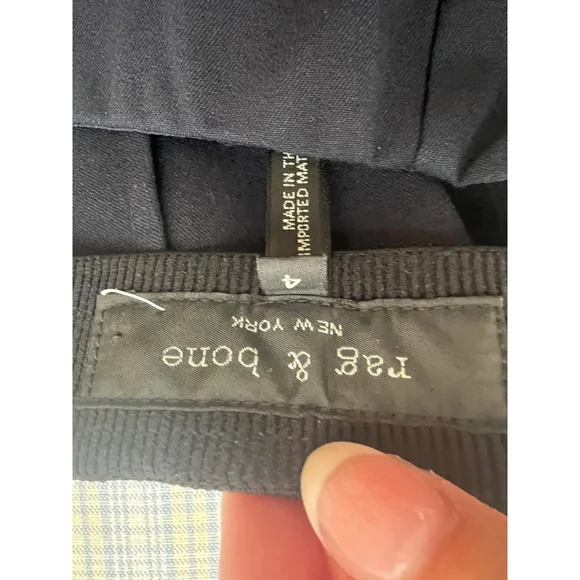 rag & bone
NEW YORK
4
MADE IN TH
IMPORTED MAT